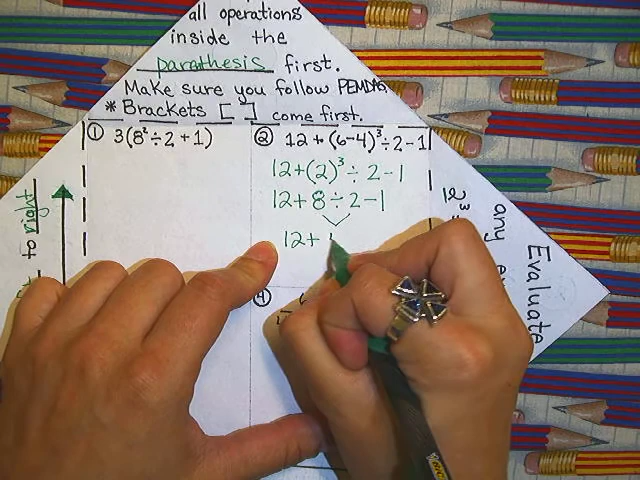 all operations
inside the
parathesis first.
Make sure you follow PEMDAS
* Brackets [ ] come first.
① 3(8²÷2+1)
② 12+(6-4)³÷2-1
12+(2)³÷2-1
12+8÷2-1
12+
④
right
to
Evaluate
any
2³